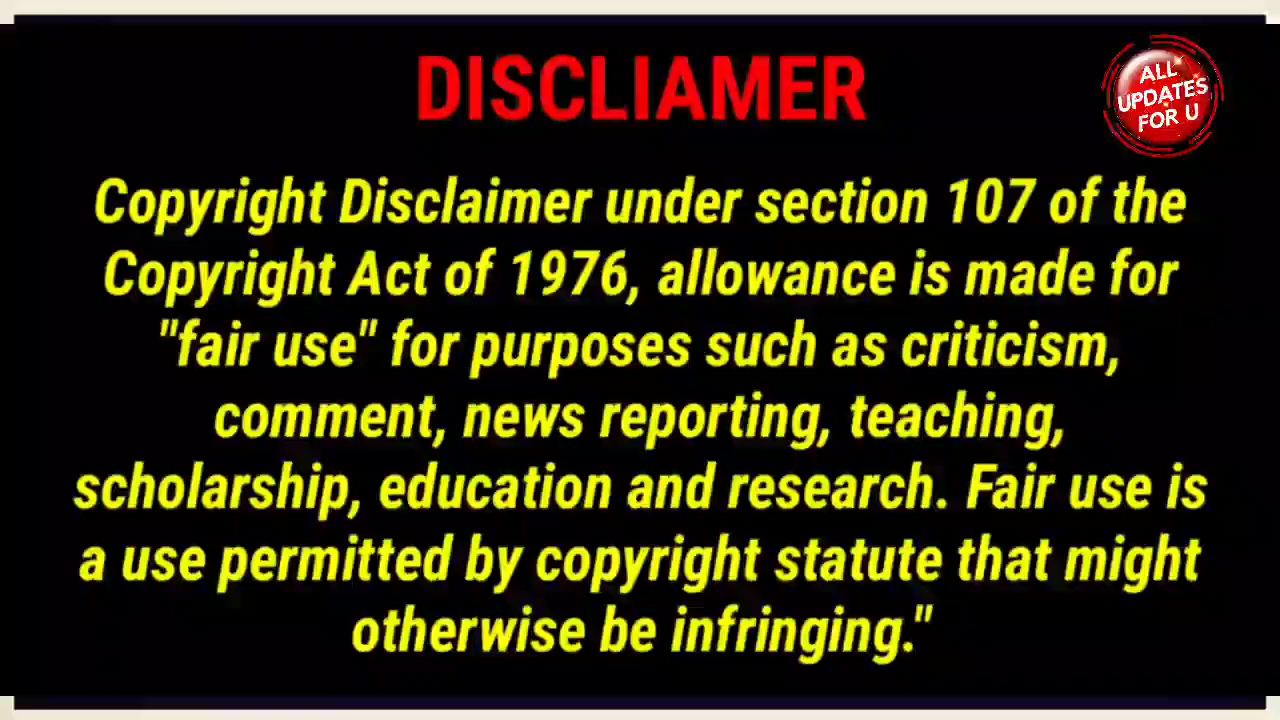 DISCLIAMER
ALL
UPDATES
FOR U
Copyright Disclaimer under section 107 of the
Copyright Act of 1976, allowance is made for
"fair use" for purposes such as criticism,
comment, news reporting, teaching,
scholarship, education and research. Fair use is
a use permitted by copyright statute that might
otherwise be infringing."